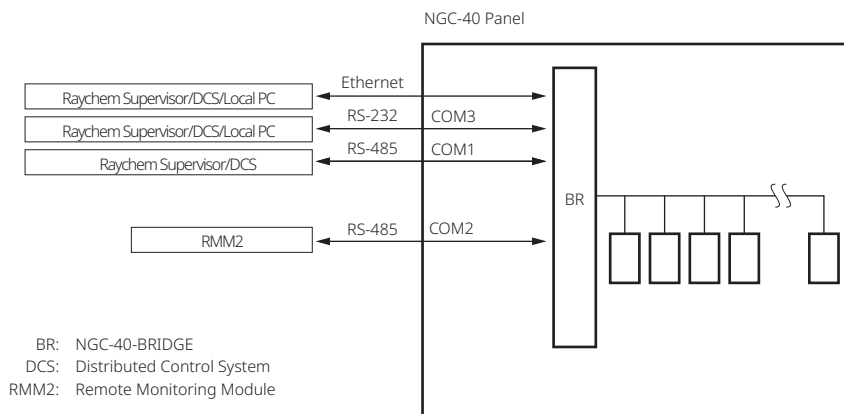 NGC-40 Panel
Ethernet
Raychem Supervisor/DCS/Local PC
RS-232 COM3
Raychem Supervisor/DCS/Local PC
RS-485 COM1
Raychem Supervisor/DCS
BR
RS-485 COM2
RMM2
BR: NGC-40-BRIDGE
DCS: Distributed Control System
RMM2: Remote Monitoring Module